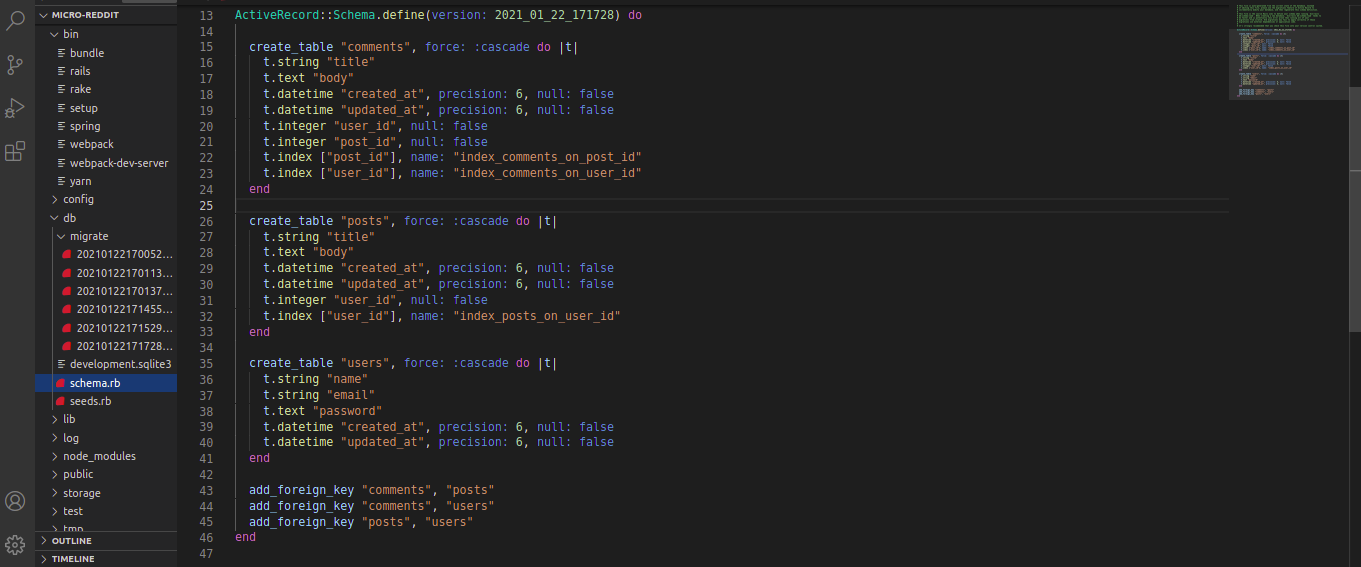 MICRO-REDDIT
bin
bundle
rails
rake
setup
spring
webpack
webpack-dev-server
yarn
config
db
migrate
20210122170052...
20210122170113...
20210122170137...
20210122171455...
20210122171529...
20210122171728...
development.sqlite3
schema.rb
seeds.rb
lib
log
node_modules
public
storage
test
tmp
OUTLINE
TIMELINE
13 ActiveRecord::Schema.define(version: 2021_01_22_171728) do
14
15 create_table "comments", force: :cascade do |t|
16 t.string "title"
17 t.text "body"
18 t.datetime "created_at", precision: 6, null: false
19 t.datetime "updated_at", precision: 6, null: false
20 t.integer "user_id", null: false
21 t.integer "post_id", null: false
22 t.index ["post_id"], name: "index_comments_on_post_id"
23 t.index ["user_id"], name: "index_comments_on_user_id"
24 end
25
26 create_table "posts", force: :cascade do |t|
27 t.string "title"
28 t.text "body"
29 t.datetime "created_at", precision: 6, null: false
30 t.datetime "updated_at", precision: 6, null: false
31 t.integer "user_id", null: false
32 t.index ["user_id"], name: "index_posts_on_user_id"
33 end
34
35 create_table "users", force: :cascade do |t|
36 t.string "name"
37 t.string "email"
38 t.text "password"
39 t.datetime "created_at", precision: 6, null: false
40 t.datetime "updated_at", precision: 6, null: false
41 end
42
43 add_foreign_key "comments", "posts"
44 add_foreign_key "comments", "users"
45 add_foreign_key "posts", "users"
46 end
47